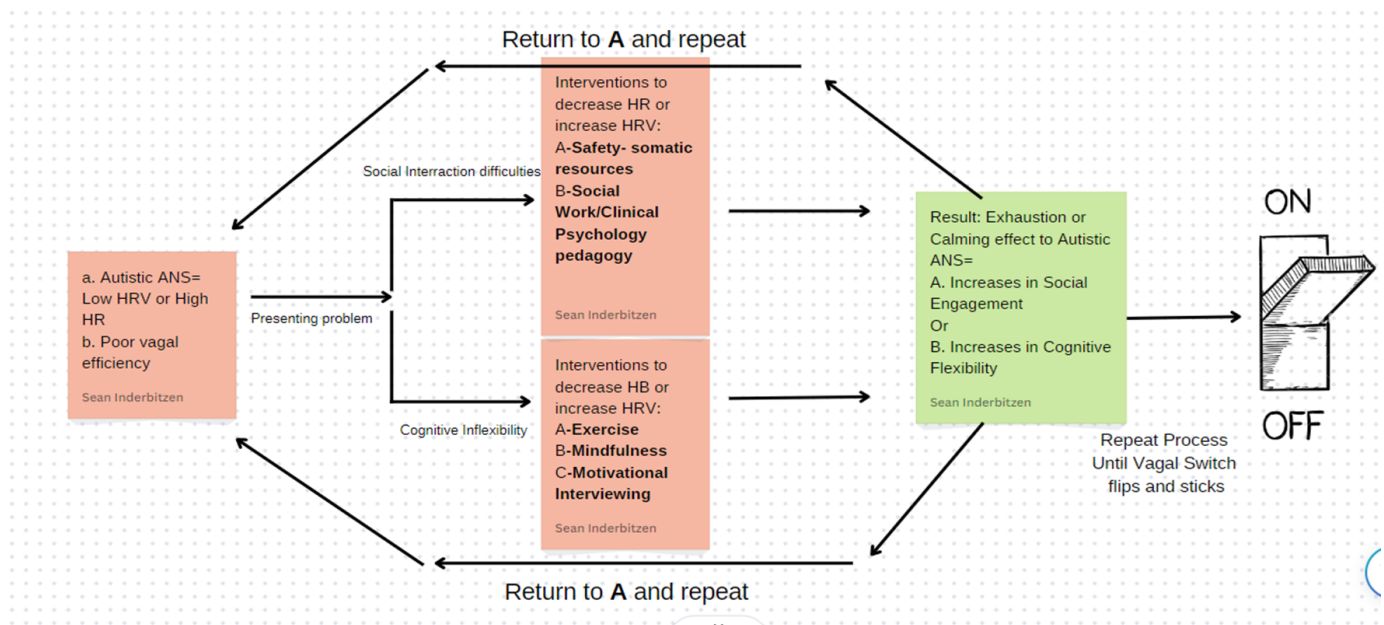 Return to A and repeat
Interventions to
decrease HR or
increase HRV:
A-Safety- somatic
resources
B-Social
Work/Clinical
Psychology
pedagogy
Sean Inderbitzen
Social Interraction difficulties
a. Autistic ANS=
Low HRV or High
HR
b. Poor vagal
efficiency
Sean Inderbitzen
Presenting problem
Cognitive Inflexibility
Interventions to
decrease HB or
increase HRV:
A-Exercise
B-Mindfulness
C-Motivational
Interviewing
Sean Inderbitzen
Result: Exhaustion or
Calming effect to Autistic
ANS=
A. Increases in Social
Engagement
Or
B. Increases in Cognitive
Flexibility
Sean Inderbitzen
ON
OFF
Repeat Process
Until Vagal Switch
flips and sticks
Return to A and repeat